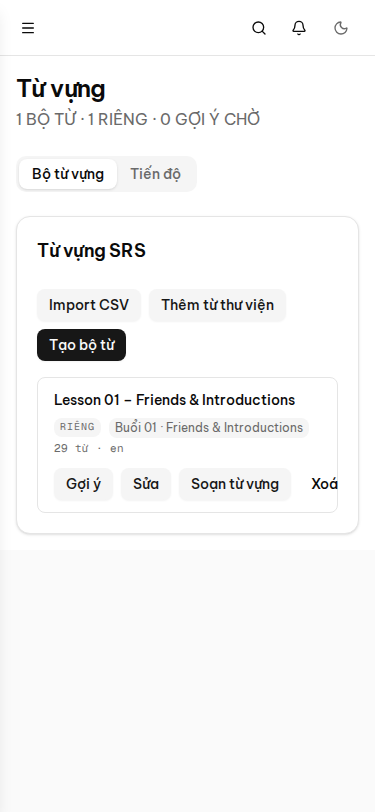 Từ vựng
1 BỘ TỪ · 1 RIÊNG · 0 GỢI Ý CHỜ
Bộ từ vựng Tiến độ
Từ vựng SRS
Import CSV Thêm từ thư viện
Tạo bộ từ
Lesson 01 – Friends & Introductions
RIÊNG Buổi 01 · Friends & Introductions
29 từ · en
Gợi ý Sửa Soạn từ vựng Xoá